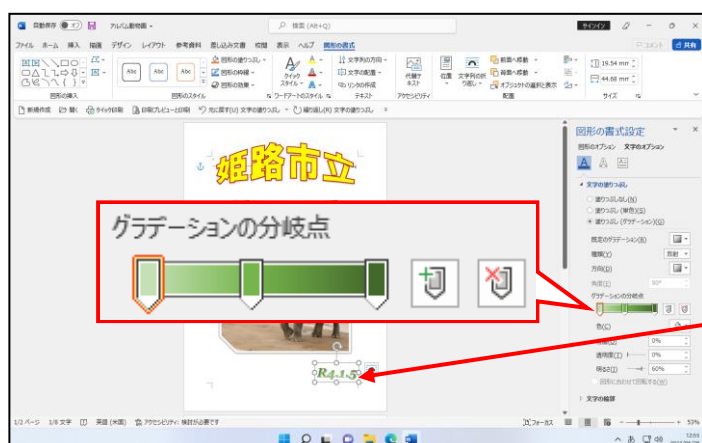 自動保存 オフ アルバム動物園 検索 (Alt+Q) サインイン
ファイル ホーム 挿入 描画 デザイン レイアウト 参考資料 差し込み文書 校閲 表示 ヘルプ 図形の書式 コメント 共有
Abc Abc Abc
図形の塗りつぶし
図形の枠線
図形の効果
クイックスタイル
文字列の方向
文字の配置
リンクの作成
代替テキスト
位置
文字列の折り返し
前面へ移動
背面へ移動
オブジェクトの選択と表示
19.54 mm
44.68 mm
図形の挿入 図形のスタイル ワードアートのスタイル テキスト アクセシビリティ 配置 サイズ
新規作成 開く クイック印刷 印刷プレビューと印刷 元に戻す(U) 文字の塗りつぶし 繰り返し(R) 文字の塗りつぶし
姫路市立
グラデーションの分岐点
R4.1.5
図形の書式設定
図形のオプション 文字のオプション
文字の塗りつぶし
塗りつぶしなし(N)
塗りつぶし (単色)(S)
塗りつぶし (グラデーション)(G)
既定のグラデーション(R)
種類(Y) 放射
方向(D)
角度(E) 90°
グラデーションの分岐点
色(C)
0%
透明度(T) 0%
明るさ(I) 60%
図形に合わせて回転する(W)
文字の輪郭
1/2 ページ 1/8 文字 英語 (米国) アクセシビリティ: 検討が必要です フォーカス 53%
あ 12:55